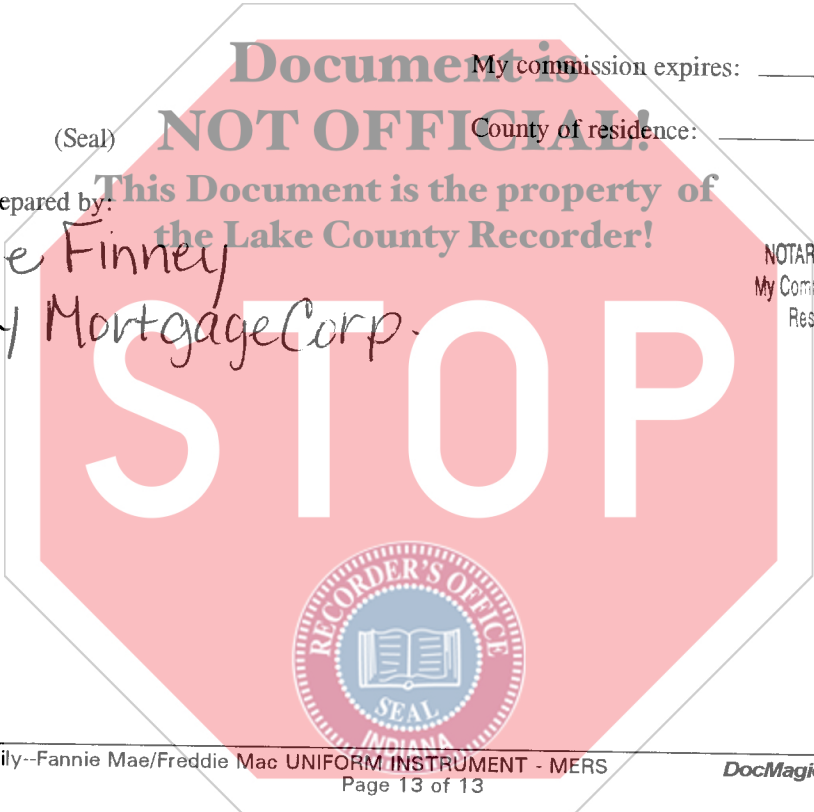 Document is
My commission expires:
NOT OFFICIAL!
(Seal)
County of residence:
This Document is the property of
epared by:
the Lake County Recorder!
e Finney
NOTAR
My Com
Res
y Mortgage Corp.
STOP
RECORDER'S OFFICE
SEAL
INDIANA
ily--Fannie Mae/Freddie Mac UNIFORM INSTRUMENT - MERS
DocMagic
Page 13 of 13